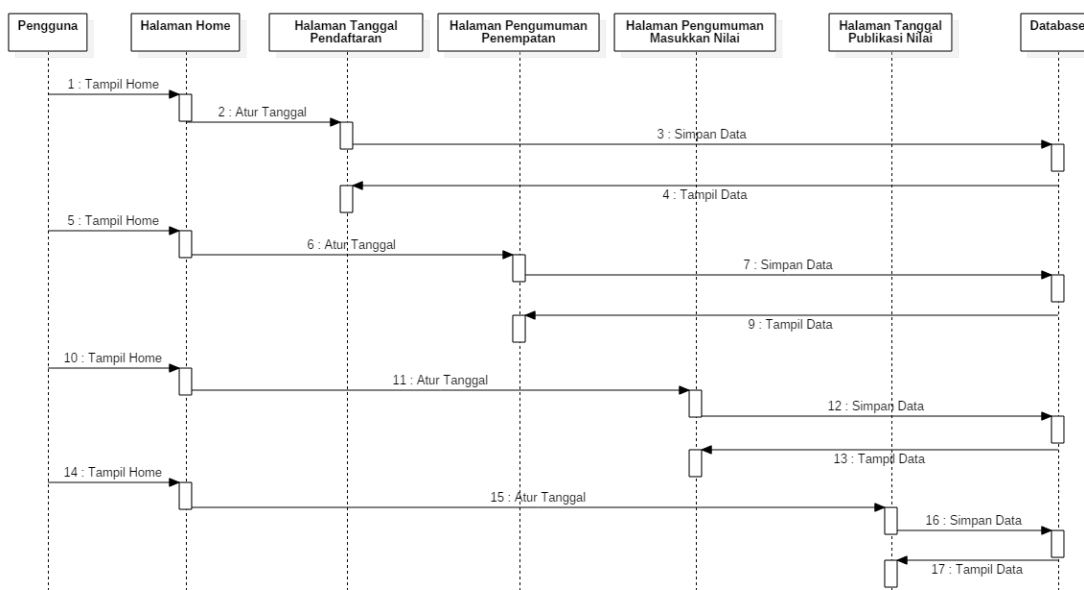 Pengguna
Halaman Home
Halaman Tanggal
Pendaftaran
Halaman Pengumuman
Penempatan
Halaman Pengumuman
Masukkan Nilai
Halaman Tanggal
Publikasi Nilai
Database
1 : Tampil Home
2 : Atur Tanggal
3 : Simpan Data
4 : Tampil Data
5 : Tampil Home
6 : Atur Tanggal
7 : Simpan Data
9 : Tampil Data
10 : Tampil Home
11 : Atur Tanggal
12 : Simpan Data
13 : Tampil Data
14 : Tampil Home
15 : Atur Tanggal
16 : Simpan Data
17 : Tampil Data